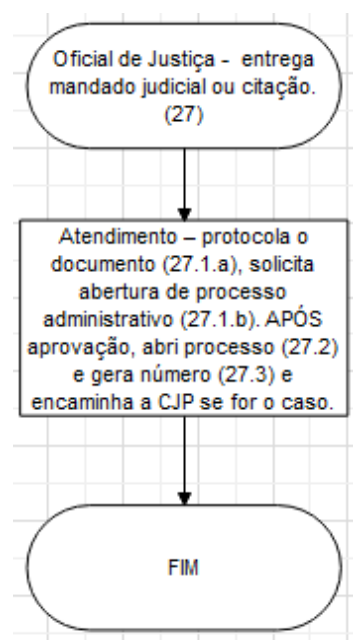 Oficial de Justiça - entrega
mandado judicial ou citação.
(27)
Atendimento – protocola o
documento (27.1.a), solicita
abertura de processo
administrativo (27.1.b). APÓS
aprovação, abri processo (27.2)
e gera número (27.3) e
encaminha a CJP se for o caso.
FIM